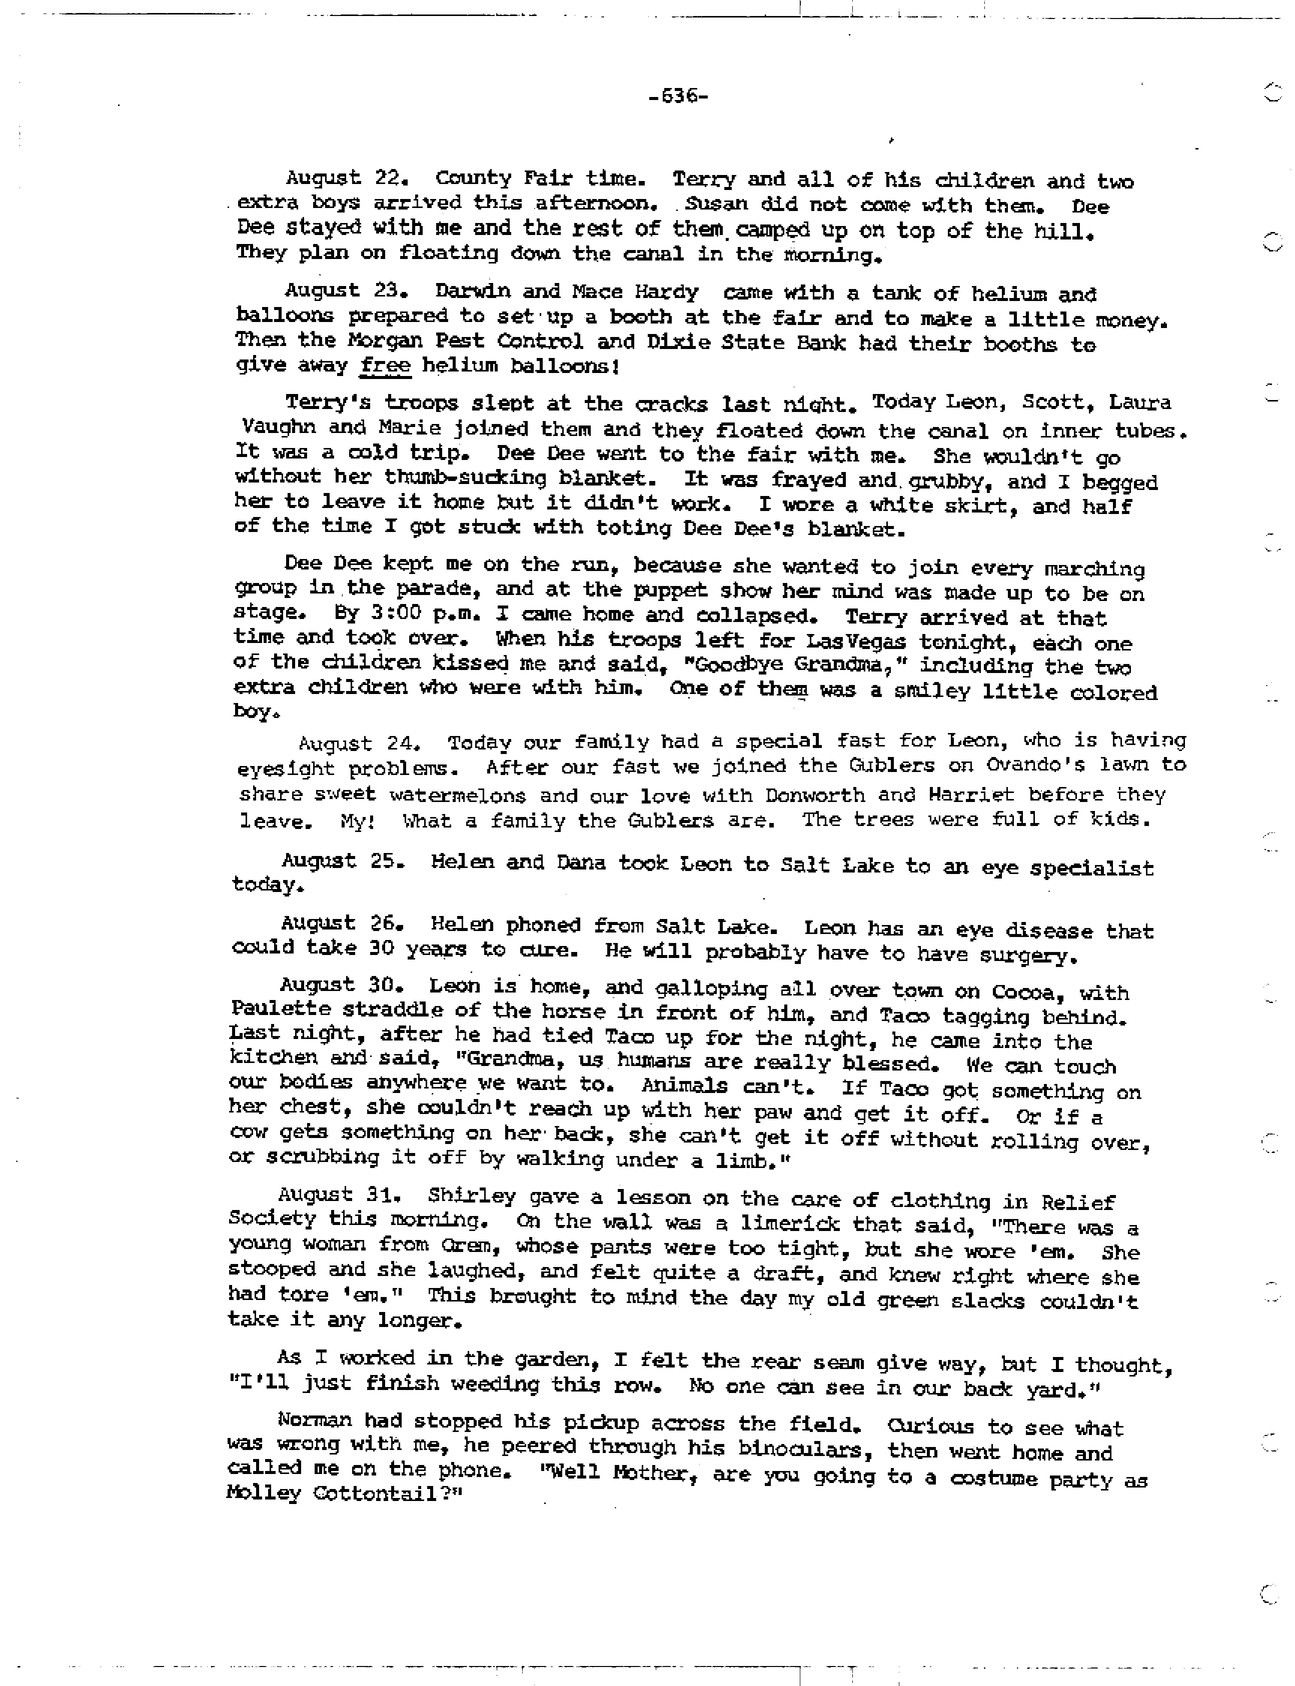 -636-
August 22. County Fair time. Terry and all of his children and two
extra boys arrived this afternoon. Susan did not come with them. Dee
Dee stayed with me and the rest of them camped up on top of the hill.
They plan on floating down the canal in the morning.
August 23. Darwin and Mace Hardy came with a tank of helium and
balloons prepared to set up a booth at the fair and to make a little money.
Then the Morgan Pest Control and Dixie State Bank had their booths to
give away free helium balloons!
Terry's troops slept at the cracks last night. Today Leon, Scott, Laura
Vaughn and Marie joined them and they floated down the canal on inner tubes.
It was a cold trip. Dee Dee went to the fair with me. She wouldn't go
without her thumb-sucking blanket. It was frayed and grubby, and I begged
her to leave it home but it didn't work. I wore a white skirt, and half
of the time I got stuck with toting Dee Dee's blanket.
Dee Dee kept me on the run, because she wanted to join every marching
group in the parade, and at the puppet show her mind was made up to be on
stage. By 3:00 p.m. I came home and collapsed. Terry arrived at that
time and took over. When his troops left for LasVegas tonight, each one
of the children kissed me and said, "Goodbye Grandma," including the two
extra children who were with him. One of them was a smiley little colored
boy.
August 24. Today our family had a special fast for Leon, who is having
eyesight problems. After our fast we joined the Gublers on Ovando's lawn to
share sweet watermelons and our love with Donworth and Harriet before they
leave. My! What a family the Gublers are. The trees were full of kids.
August 25. Helen and Dana took Leon to Salt Lake to an eye specialist
today.
August 26. Helen phoned from Salt Lake. Leon has an eye disease that
could take 30 years to cure. He will probably have to have surgery.
August 30. Leon is home, and galloping all over town on Cocoa, with
Paulette straddle of the horse in front of him, and Taco tagging behind.
Last night, after he had tied Taco up for the night, he came into the
kitchen and said, "Grandma, us humans are really blessed. We can touch
our bodies anywhere we want to. Animals can't. If Taco got something on
her chest, she couldn't reach up with her paw and get it off. Or if a
cow gets something on her back, she can't get it off without rolling over,
or scrubbing it off by walking under a limb."
August 31. Shirley gave a lesson on the care of clothing in Relief
Society this morning. On the wall was a limerick that said, "There was a
young woman from Orem, whose pants were too tight, but she wore 'em. She
stooped and she laughed, and felt quite a draft, and knew right where she
had tore 'em." This brought to mind the day my old green slacks couldn't
take it any longer.
As I worked in the garden, I felt the rear seam give way, but I thought,
"I'll just finish weeding this row. No one can see in our back yard."
Norman had stopped his pickup across the field. Curious to see what
was wrong with me, he peered through his binoculars, then went home and
called me on the phone. "Well Mother, are you going to a costume party as
Molley Cottontail?"